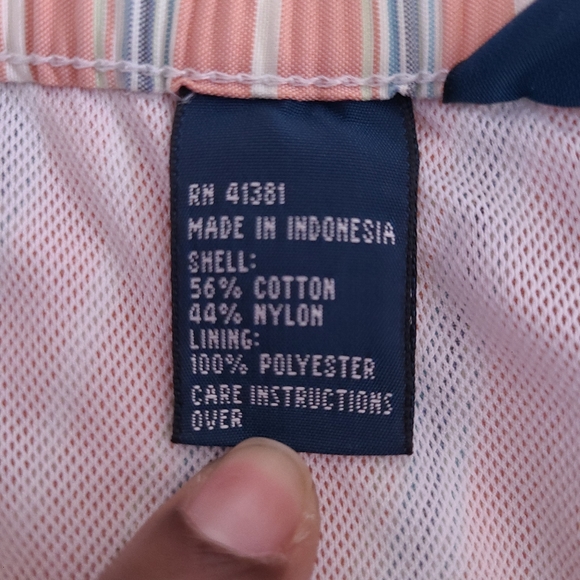 RN 41381
MADE IN INDONESIA
SHELL:
56% COTTON
44% NYLON
LINING:
100% POLYESTER
CARE INSTRUCTIONS
OVER